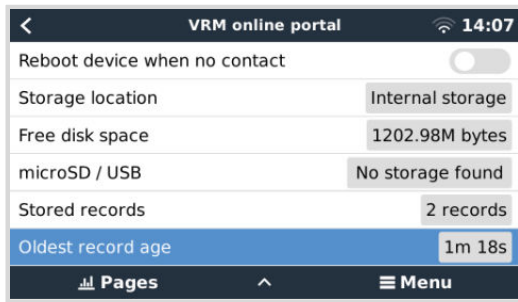 VRM online portal 14:07
Reboot device when no contact
Storage location Internal storage
Free disk space 1202.98M bytes
microSD / USB No storage found
Stored records 2 records
Oldest record age 1m 18s
Pages Menu